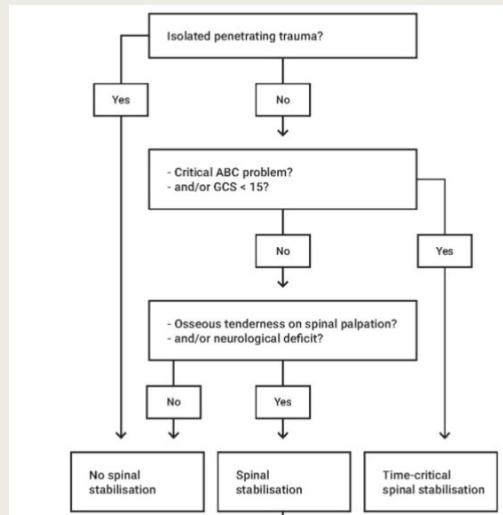 Isolated penetrating trauma?
Yes
No
- Critical ABC problem?
- and/or GCS < 15?
No
Yes
- Osseous tenderness on spinal palpation?
- and/or neurological deficit?
No
Yes
No spinal
stabilisation
Spinal
stabilisation
Time-critical
spinal stabilisation